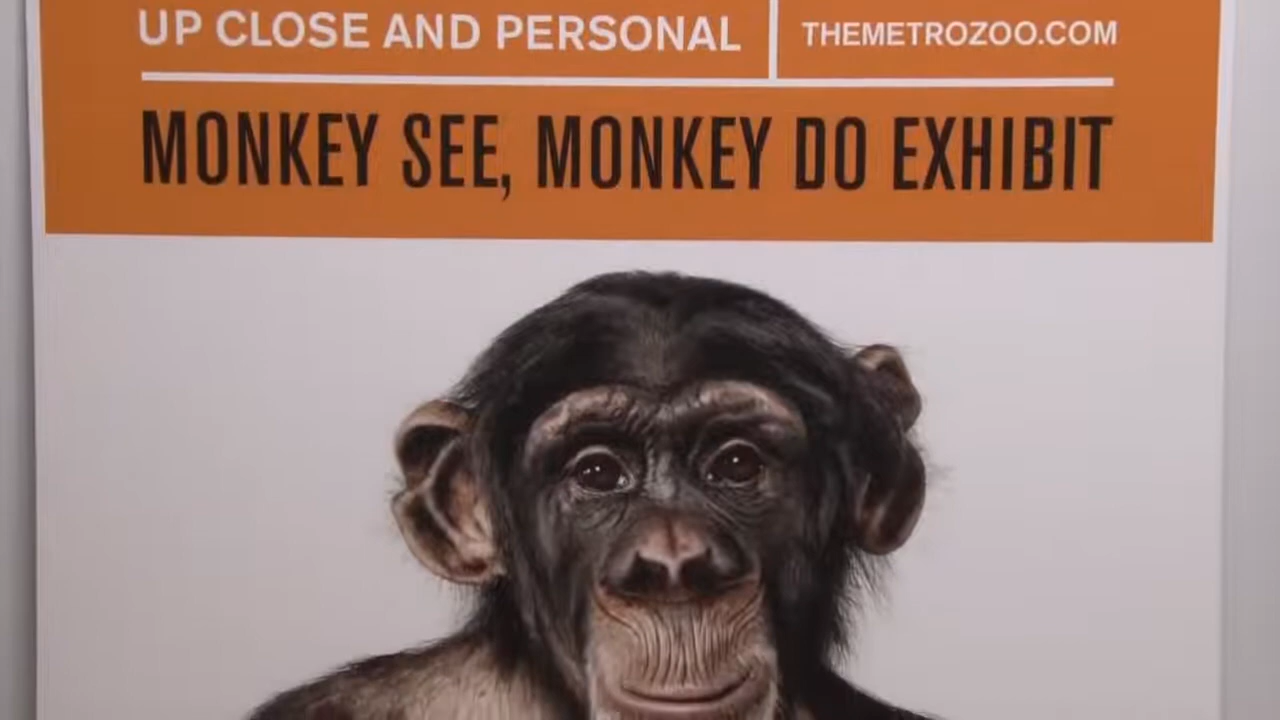 UP CLOSE AND PERSONAL
THEMETROZOO.COM
MONKEY SEE, MONKEY DO EXHIBIT